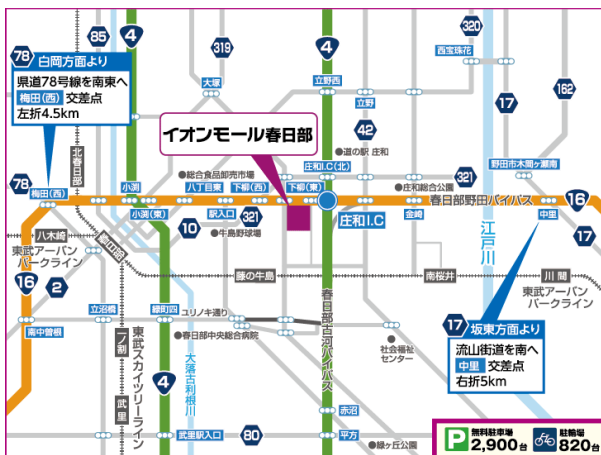 78
白岡方面より
県道78号線を南東へ
梅田(西) 交差点
左折4.5km
85
4
319
4
320
西宝珠花
17
162
大塚
立野西
立野
42
イオンモール春日部
道の駅 庄和
北春日部
総合食品卸売市場
庄和I.C(北)
321
野田市木間ヶ瀬南
78
梅田(西)
小渕
八丁目東
下柳(西)
下柳(東)
庄和総合公園
春日部野田バイパス
16
小渕(東)
駅入口
321
庄和I.C
金崎
中里
八木崎
春日部
10
牛島野球場
江戸川
17
東武アーバン
パークライン
藤の牛島
南桜井
川間
東武アーバン
パークライン
16
2
立沼橋
緑町四
ユリノキ通り
春日部古河バイパス
17
坂東方面より
流山街道を南へ
中里 交差点
右折5km
南中曽根
一ノ割
東武スカイツリーライン
大落古利根川
春日部中央総合病院
社会福祉
センター
4
武里
赤沼
武里駅入口
80
平方
緑ヶ丘公園
P 無料駐車場
2,900台
駐輪場
820台